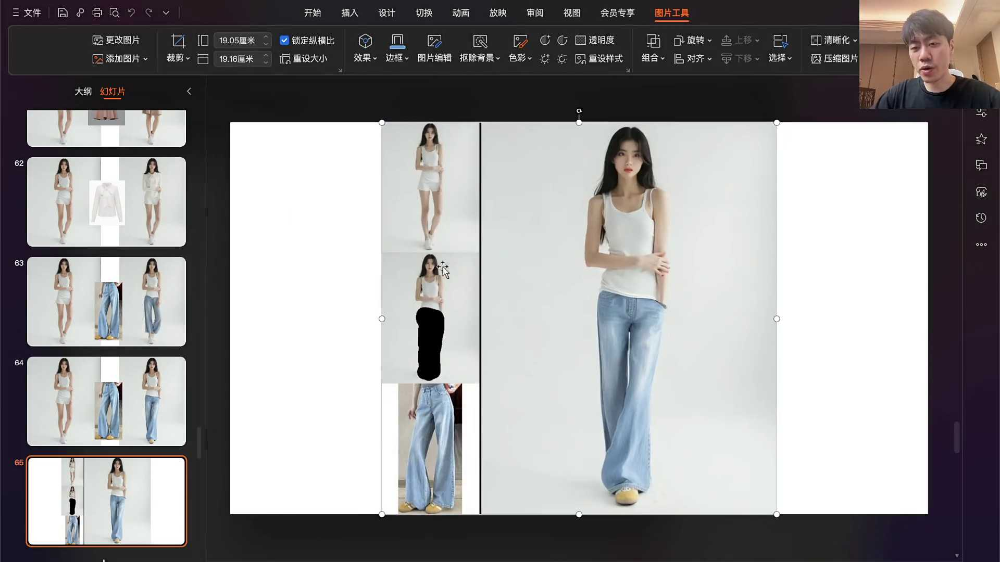 文件
开始 插入 设计 切换 动画 放映 审阅 视图 会员专享 图片工具
更改图片
添加图片
裁剪
19.05厘米
19.16厘米
锁定纵横比
重设大小
效果
边框
图片编辑
抠除背景
色彩
透明度
重设样式
组合
旋转
对齐
上移
下移
选择
清晰化
压缩图片
大纲 幻灯片
62
63
64
65